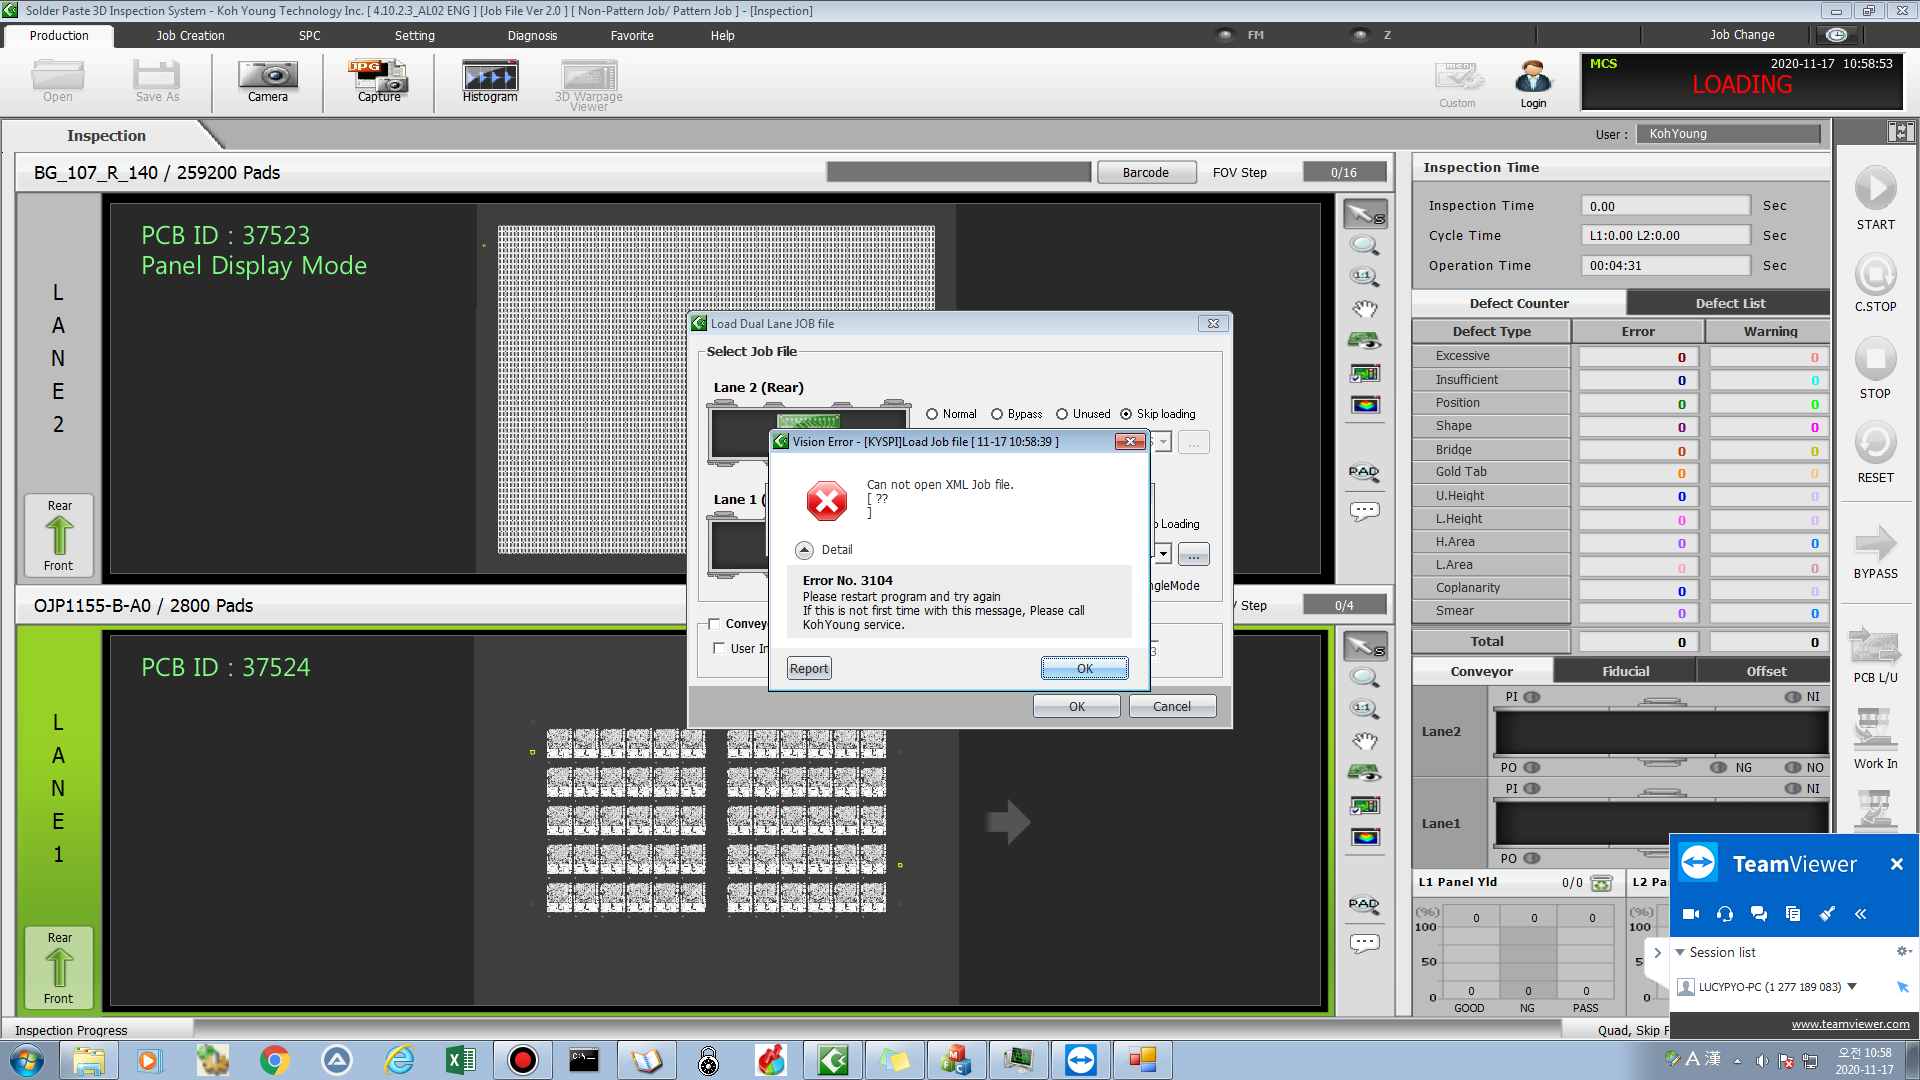 Solder Paste 3D Inspection System - Koh Young Technology Inc. [ 4.10.2.3_AL02 ENG ] [Job File Ver 2.0 ] [ Non-Pattern Job/ Pattern Job ] - [Inspection]
Production
Job Creation
SPC
Setting
Diagnosis
Favorite
Help
FM
Z
Job Change
Open
Save As
Camera
JPG
Capture
Histogram
3D Warpage
Viewer
Custom
Login
MCS
2020-11-17 10:58:53
LOADING
Inspection
User :
KohYoung
BG_107_R_140 / 259200 Pads
Barcode
FOV Step
0/16
PCB ID : 37523
Panel Display Mode
L
A
N
E
2
Rear
Front
Load Dual Lane JOB file
Select Job File
Lane 2 (Rear)
Normal
Bypass
Unused
Skip loading
...
Lane 1 (
Loading
...
ngleMode
Convey
User In
3
OK
Cancel
Vision Error - [KYSPI]Load Job file [ 11-17 10:58:39 ]
Can not open XML Job file.
[ ??
]
Detail
Error No. 3104
Please restart program and try again
If this is not first time with this message, Please call
KohYoung service.
Report
OK
S
1:1
PAD
OJP1155-B-A0 / 2800 Pads
Step
0/4
PCB ID : 37524
L
A
N
E
1
Rear
Front
S
1:1
PAD
Inspection Time
Inspection Time
0.00
Sec
Cycle Time
L1:0.00 L2:0.00
Sec
Operation Time
00:04:31
Sec
Defect Counter
Defect List
Defect Type
Error
Warning
Excessive
0
0
Insufficient
0
0
Position
0
0
Shape
0
0
Bridge
0
0
Gold Tab
0
0
U.Height
0
0
L.Height
0
0
H.Area
0
0
L.Area
0
0
Coplanarity
0
0
Smear
0
0
Total
0
0
Conveyor
Fiducial
Offset
PI
NI
Lane2
PO
NG
NO
PI
NI
Lane1
PO
L1 Panel Yld
0/0
L2 Pa
(%)
100
50
0
0
0
0
0
0
0
GOOD
NG
PASS
(%)
100
5
0
START
C.STOP
STOP
RESET
BYPASS
PCB L/U
Work In
TeamViewer
Session list
LUCYPYO-PC (1 277 189 083)
www.teamviewer.com
Inspection Progress
Quad, Skip F
A 漢
오전 10:58
2020-11-17